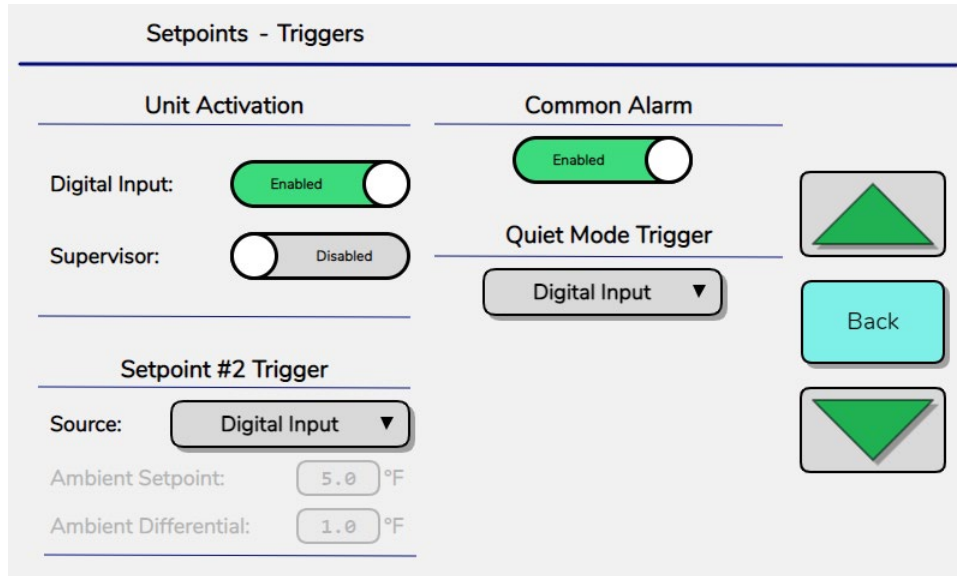 Setpoints - Triggers
Unit Activation
Digital Input:
Enabled
Supervisor:
Disabled
Setpoint #2 Trigger
Source:
Digital Input ▼
Ambient Setpoint:
5.0 °F
Ambient Differential:
1.0 °F
Common Alarm
Enabled
Quiet Mode Trigger
Digital Input ▼
Back